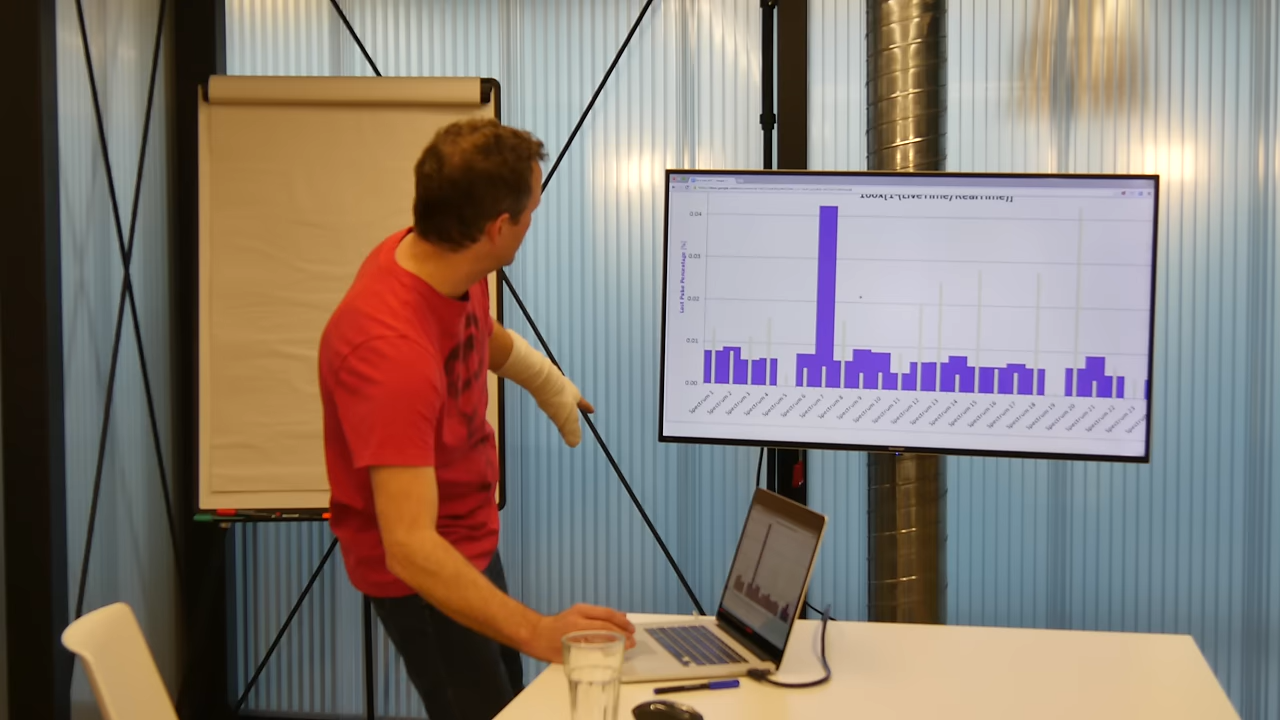 100x[1-(LiveTime/RealTime)]
0.04
0.03
0.02
0.01
0.00
Lost Pulse Percentage [%]
Spectrum 1
Spectrum 2
Spectrum 3
Spectrum 4
Spectrum 5
Spectrum 6
Spectrum 7
Spectrum 8
Spectrum 9
Spectrum 10
Spectrum 11
Spectrum 12
Spectrum 13
Spectrum 14
Spectrum 15
Spectrum 16
Spectrum 17
Spectrum 18
Spectrum 19
Spectrum 20
Spectrum 21
Spectrum 22
Spectrum 23